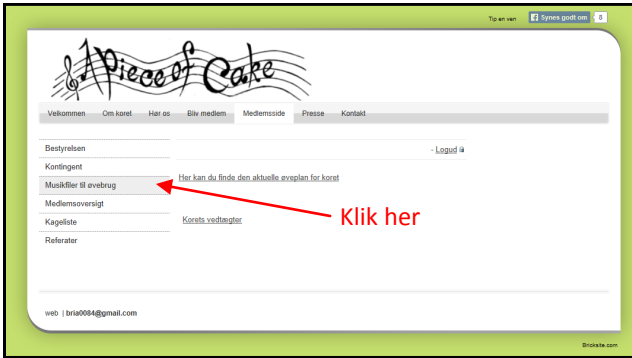 Tip en ven Synes godt om 8
A Piece of Cake
Velkommen Om koret Hør os Bliv medlem Medlemsside Presse Kontakt
Bestyrelsen
- Logud
Kontingent
Her kan du finde den aktuelle øveplan for koret
Musikfiler til øvebrug
Medlemsoversigt
Klik her
Korets vedtægter
Kageliste
Referater
web | bria0084@gmail.com
Bricksite.com